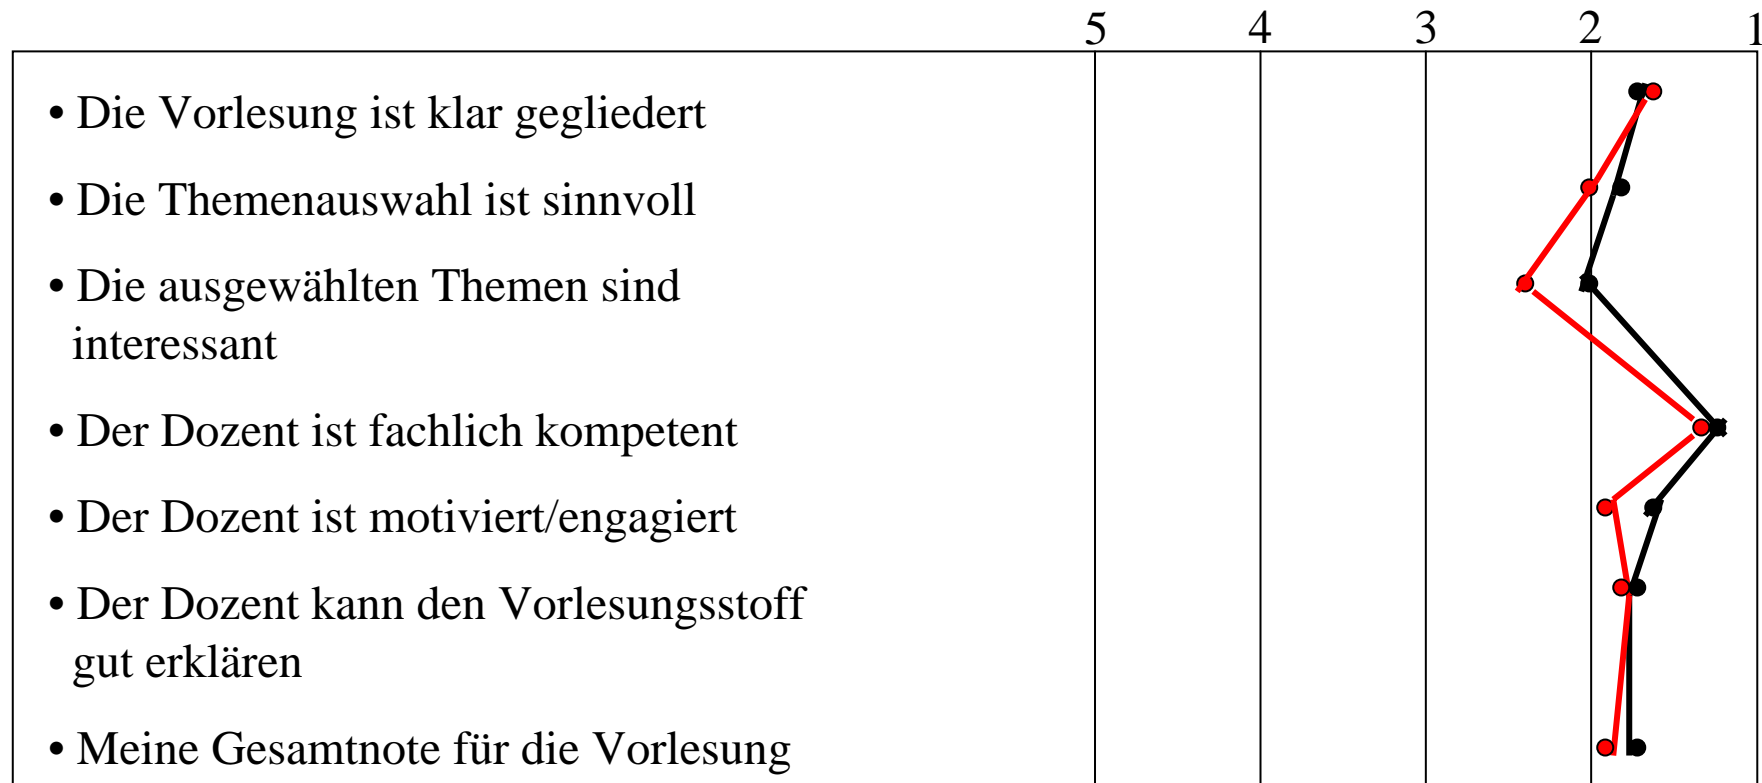 5 4 3 2 1
• Die Vorlesung ist klar gegliedert
• Die Themenauswahl ist sinnvoll
• Die ausgewählten Themen sind
interessant
• Der Dozent ist fachlich kompetent
• Der Dozent ist motiviert/engagiert
• Der Dozent kann den Vorlesungsstoff
gut erklären
• Meine Gesamtnote für die Vorlesung